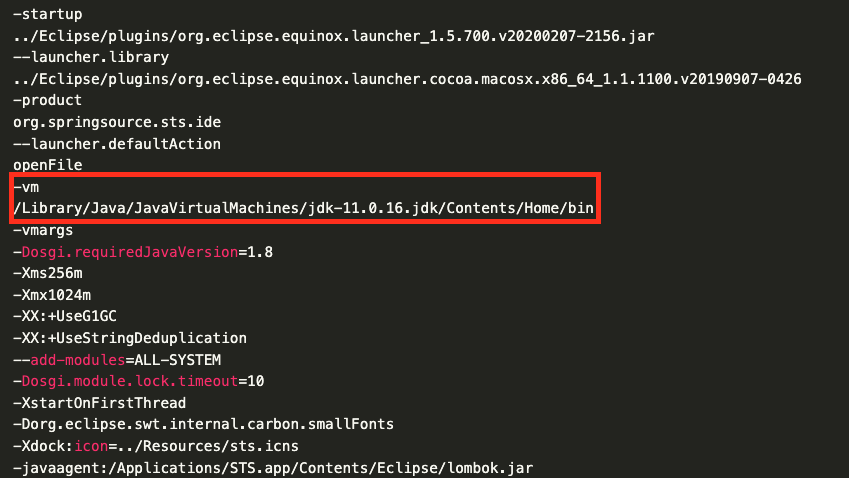 -startup
../Eclipse/plugins/org.eclipse.equinox.launcher_1.5.700.v20200207-2156.jar
--launcher.library
../Eclipse/plugins/org.eclipse.equinox.launcher.cocoa.macosx.x86_64_1.1.1100.v20190907-0426
-product
org.springsource.sts.ide
--launcher.defaultAction
openFile
-vm
/Library/Java/JavaVirtualMachines/jdk-11.0.16.jdk/Contents/Home/bin
-vmargs
-Dosgi.requiredJavaVersion=1.8
-Xms256m
-Xmx1024m
-XX:+UseG1GC
-XX:+UseStringDeduplication
--add-modules=ALL-SYSTEM
-Dosgi.module.lock.timeout=10
-XstartOnFirstThread
-Dorg.eclipse.swt.internal.carbon.smallFonts
-Xdock:icon=../Resources/sts.icns
-javaagent:/Applications/STS.app/Contents/Eclipse/lombok.jar